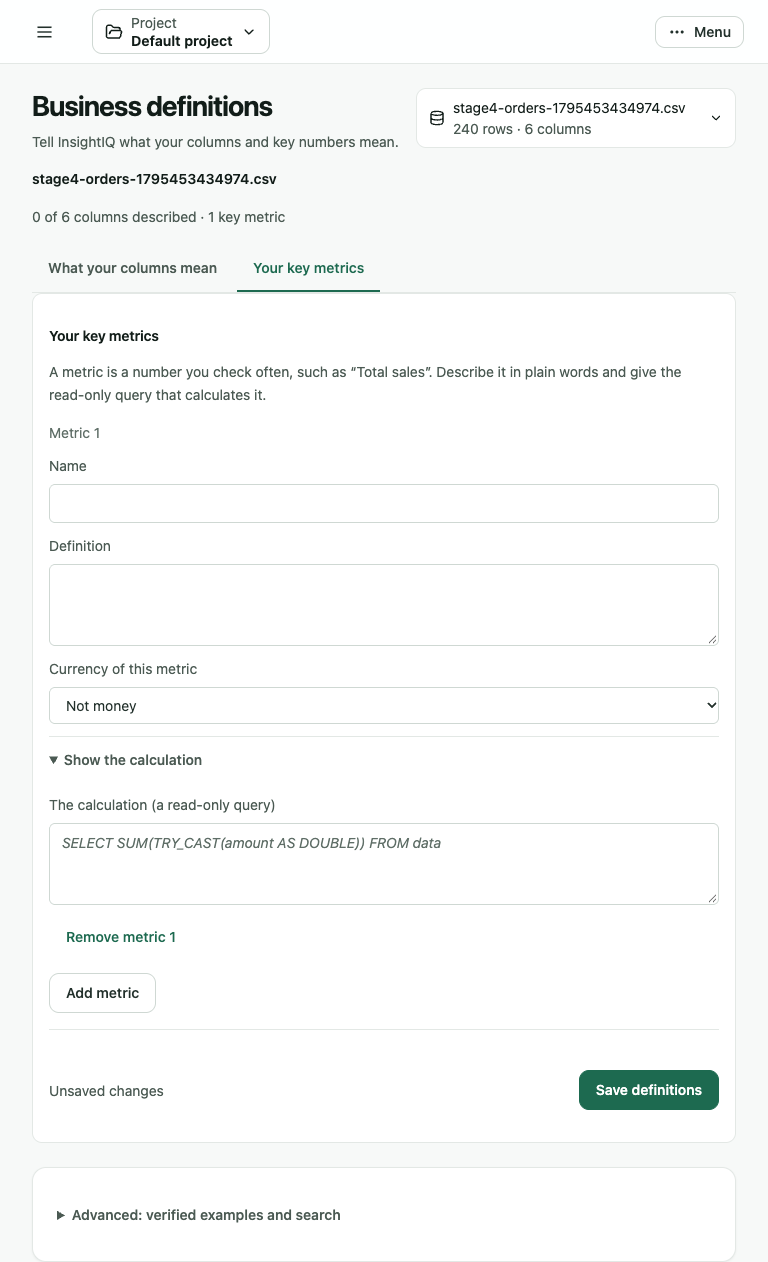 Project
Default project
Menu
Business definitions
Tell InsightIQ what your columns and key numbers mean.
stage4-orders-1795453434974.csv
240 rows · 6 columns
stage4-orders-1795453434974.csv
0 of 6 columns described · 1 key metric
What your columns mean
Your key metrics
Your key metrics
A metric is a number you check often, such as “Total sales”. Describe it in plain words and give the
read-only query that calculates it.
Metric 1
Name
Definition
Currency of this metric
Not money
Show the calculation
The calculation (a read-only query)
SELECT SUM(TRY_CAST(amount AS DOUBLE)) FROM data
Remove metric 1
Add metric
Unsaved changes
Save definitions
Advanced: verified examples and search